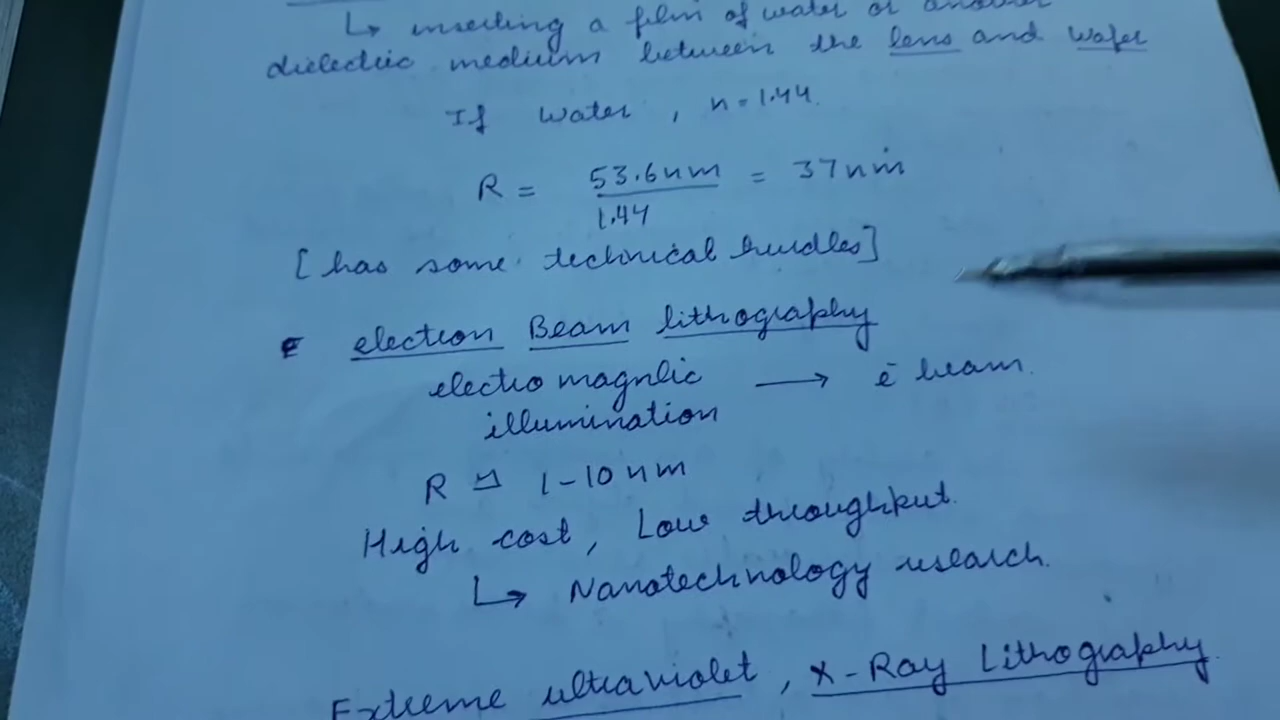 ↳ inserting a film of water or another
dielectric medium between the lens and wafer
If water, n = 1.44.
R = 53.6nm / 1.44 = 37nm
[has some technical hurdles]
electron Beam lithography
electro magnetic → e⁻ beam.
illumination
R ≃ 1-10nm
High cost, Low throughput.
↳ Nanotechnology research.
Extreme ultraviolet, X-Ray Lithography.